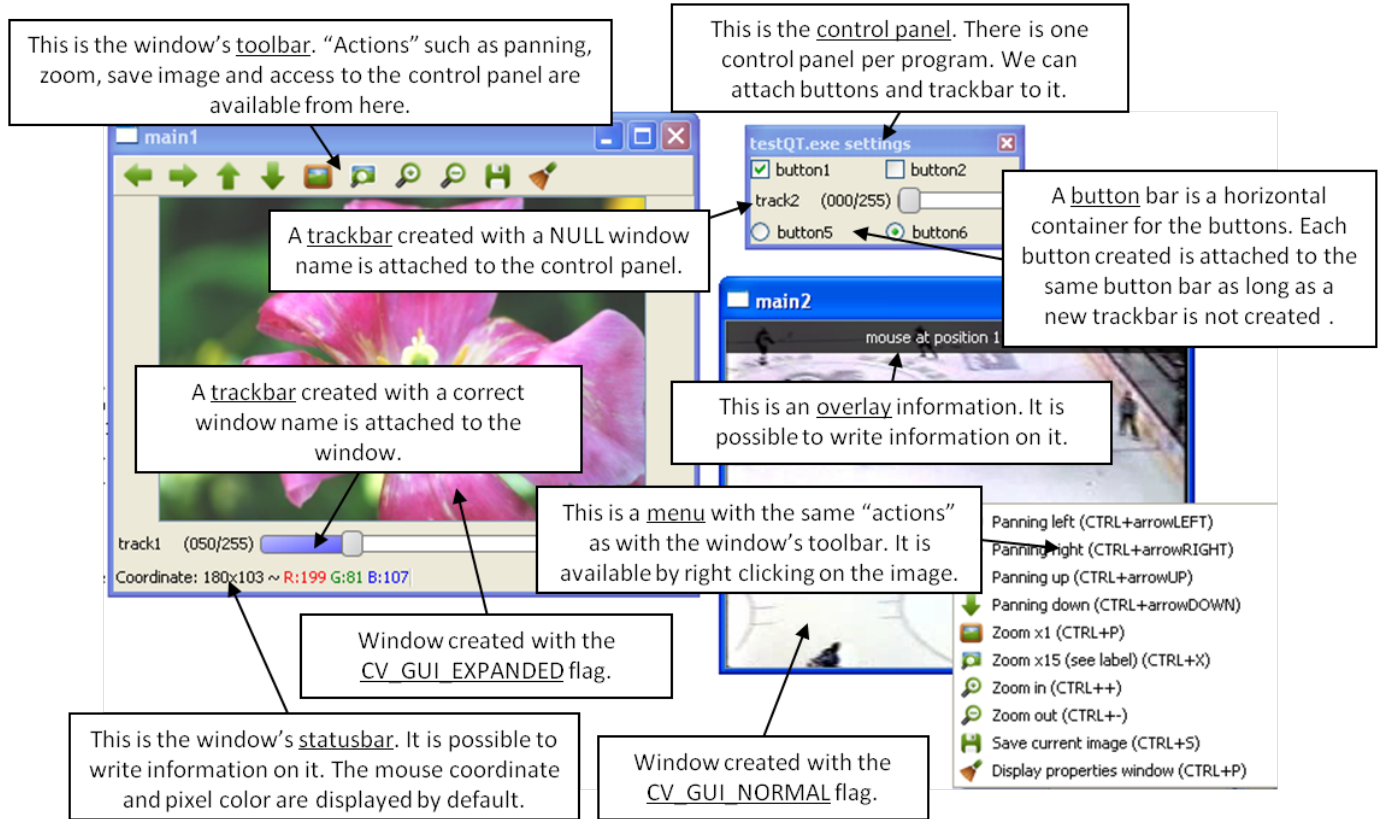 This is the window’s toolbar. “Actions” such as panning,
zoom, save image and access to the control panel are
available from here.
This is the control panel. There is one
control panel per program. We can
attach buttons and trackbar to it.
main1
testQT.exe settings
button1
button2
track2 (000/255)
button5
button6
A button bar is a horizontal
container for the buttons. Each
button created is attached to the
same button bar as long as a
new trackbar is not created .
A trackbar created with a NULL window
name is attached to the control panel.
main2
mouse at position 1
A trackbar created with a correct
window name is attached to the
window.
This is an overlay information. It is
possible to write information on it.
This is a menu with the same “actions”
as with the window’s toolbar. It is
available by right clicking on the image.
track1 (050/255)
Coordinate: 180x103 ~ R:199 G:81 B:107
Panning left (CTRL+arrowLEFT)
Panning right (CTRL+arrowRIGHT)
Panning up (CTRL+arrowUP)
Panning down (CTRL+arrowDOWN)
Zoom x1 (CTRL+P)
Zoom x15 (see label) (CTRL+X)
Zoom in (CTRL++)
Zoom out (CTRL+-)
Save current image (CTRL+S)
Display properties window (CTRL+P)
Window created with the
CV_GUI_EXPANDED flag.
This is the window’s statusbar. It is possible to
write information on it. The mouse coordinate
and pixel color are displayed by default.
Window created with the
CV_GUI_NORMAL flag.